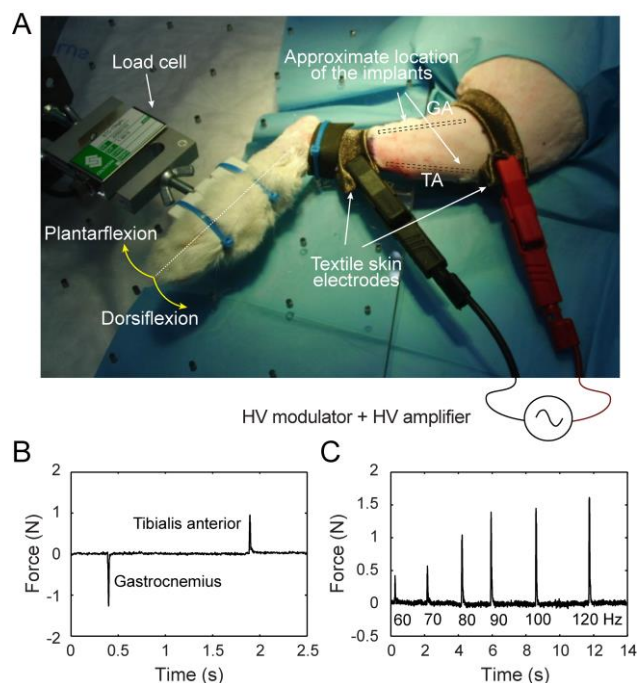 A
Load cell
Approximate location
of the implants
GA
TA
Plantarflexion
Dorsiflexion
Textile skin
electrodes
HV modulator + HV amplifier
B
Force (N)
2
1
0
-1
-2
Tibialis anterior
Gastrocnemius
0 0.5 1 1.5 2 2.5
Time (s)
C
Force (N)
2
1.5
1
0.5
0
-0.5
60 70 80 90 100 120 Hz
0 2 4 6 8 10 12 14
Time (s)